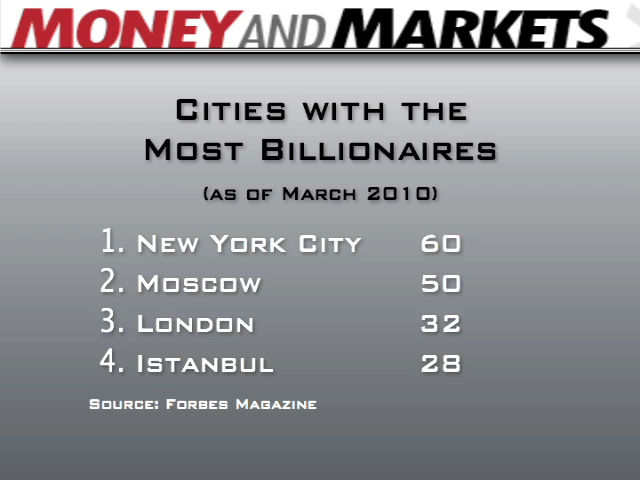 MONEY AND MARKETS
CITIES WITH THE
MOST BILLIONAIRES
(AS OF MARCH 2010)
1. NEW YORK CITY 60
2. MOSCOW 50
3. LONDON 32
4. ISTANBUL 28
SOURCE: FORBES MAGAZINE